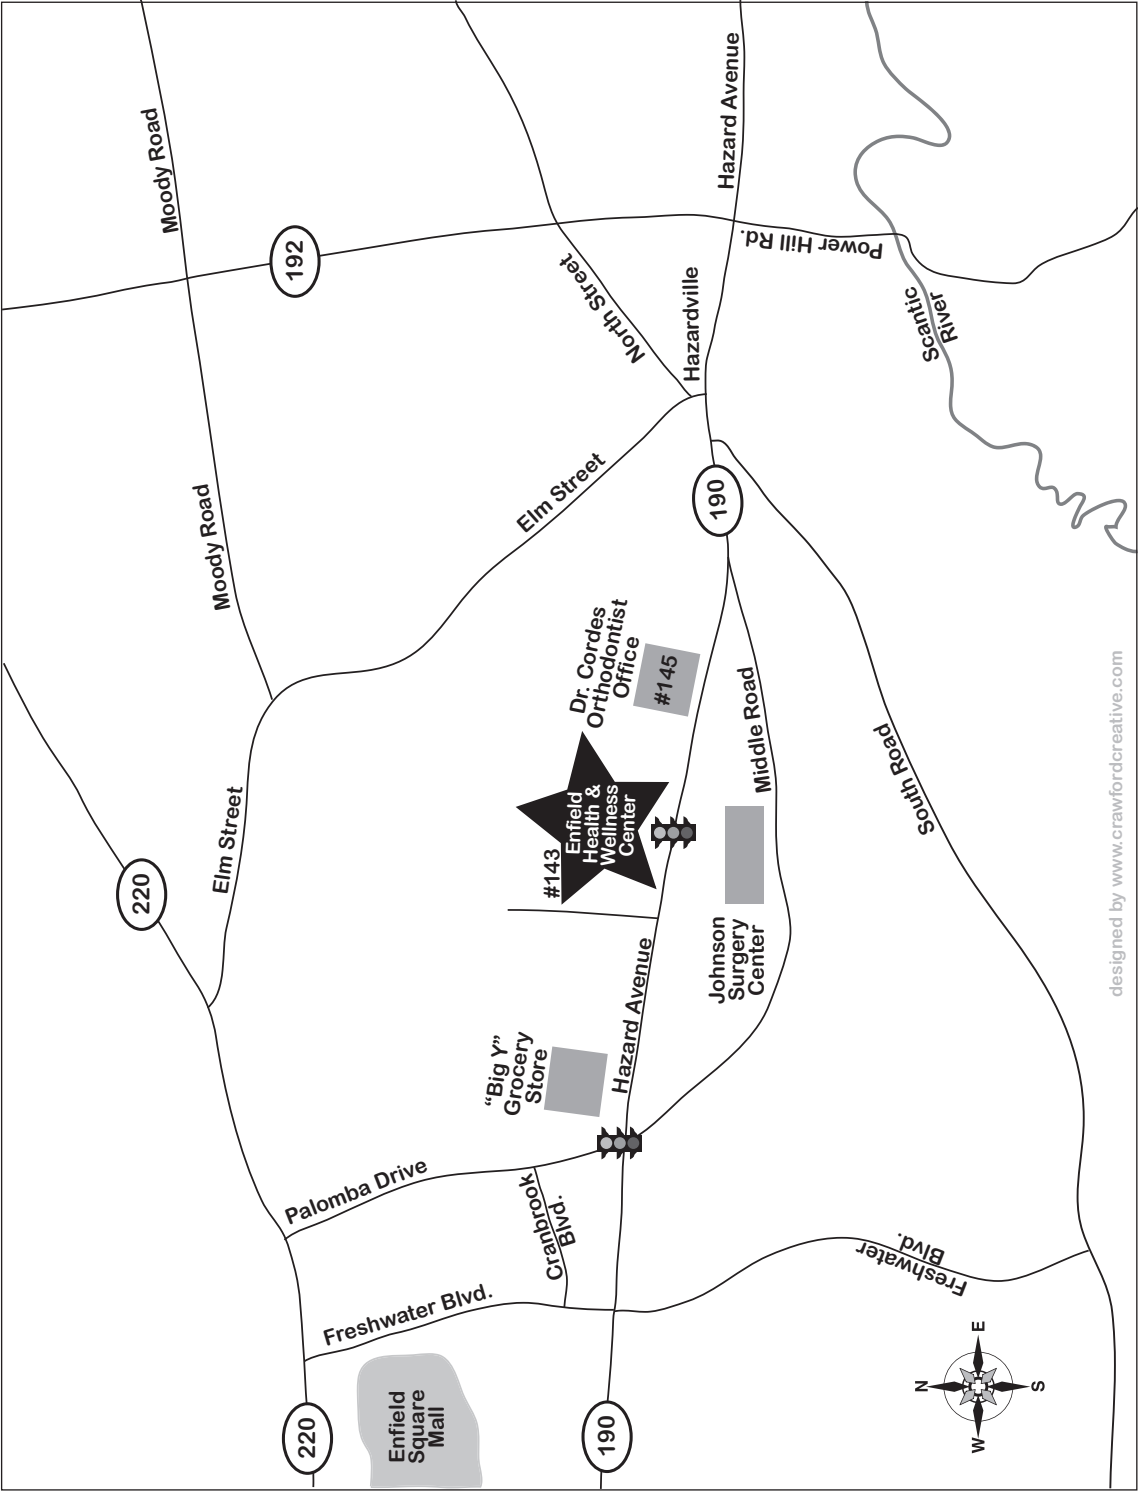 220
Enfield
Square
Mall
Freshwater Blvd.
Palomba Drive
Cranbrook
Blvd.
190
"Big Y"
Grocery
Store
Hazard Avenue
220
Elm Street
Moody Road
Moody Road
192
Elm Street
North Street
Hazardville
Hazard Avenue
Power Hill Rd.
Scantic
River
190
#143
Enfield
Health &
Wellness
Center
Dr. Cordes
Orthodontist
Office
#145
Johnson
Surgery
Center
Middle Road
South Road
Freshwater
Blvd.
N
E
S
W
designed by www.crawfordcreative.com